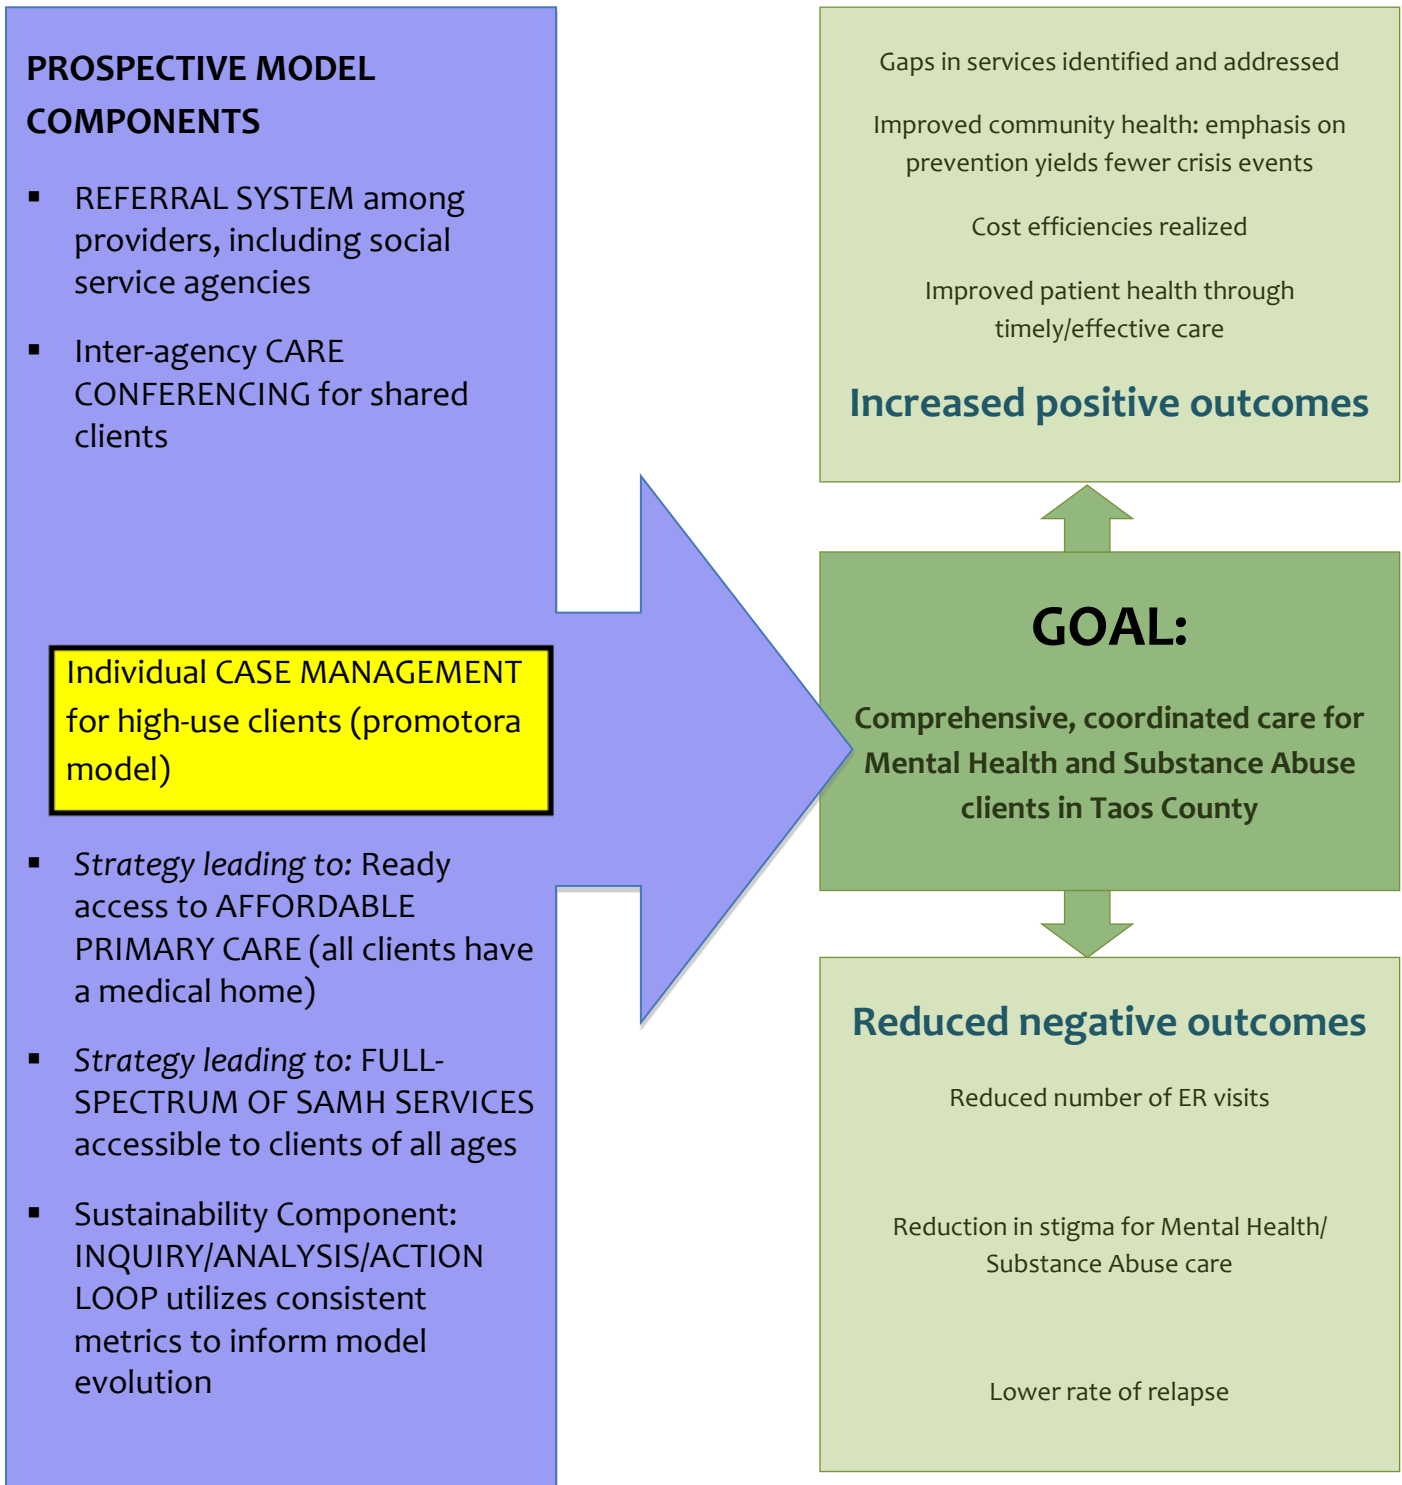 PROSPECTIVE MODEL
COMPONENTS
▪ REFERRAL SYSTEM among
providers, including social
service agencies
▪ Inter-agency CARE
CONFERENCING for shared
clients
Individual CASE MANAGEMENT
for high-use clients (promotora
model)
▪ Strategy leading to: Ready
access to AFFORDABLE
PRIMARY CARE (all clients have
a medical home)
▪ Strategy leading to: FULL-
SPECTRUM OF SAMH SERVICES
accessible to clients of all ages
▪ Sustainability Component:
INQUIRY/ANALYSIS/ACTION
LOOP utilizes consistent
metrics to inform model
evolution
Gaps in services identified and addressed
Improved community health: emphasis on
prevention yields fewer crisis events
Cost efficiencies realized
Improved patient health through
timely/effective care
Increased positive outcomes
GOAL:
Comprehensive, coordinated care for
Mental Health and Substance Abuse
clients in Taos County
Reduced negative outcomes
Reduced number of ER visits
Reduction in stigma for Mental Health/
Substance Abuse care
Lower rate of relapse